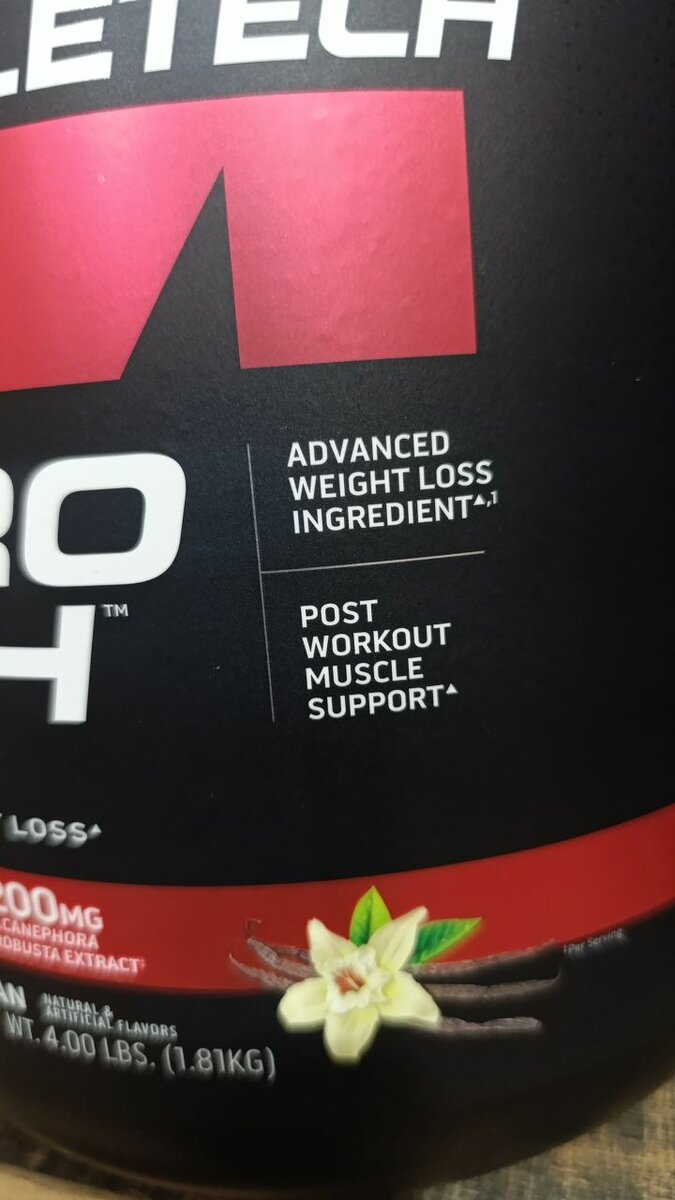 LETECH
RO
H™
ADVANCED
WEIGHT LOSS
INGREDIENT▲,1
POST
WORKOUT
MUSCLE
SUPPORT▲
LOSS▲
200MG
CANEPHORA
ROBUSTA EXTRACT‡
AN NATURAL &
ARTIFICIAL FLAVORS
WT. 4.00 LBS. (1.81KG)
‡Per Serving